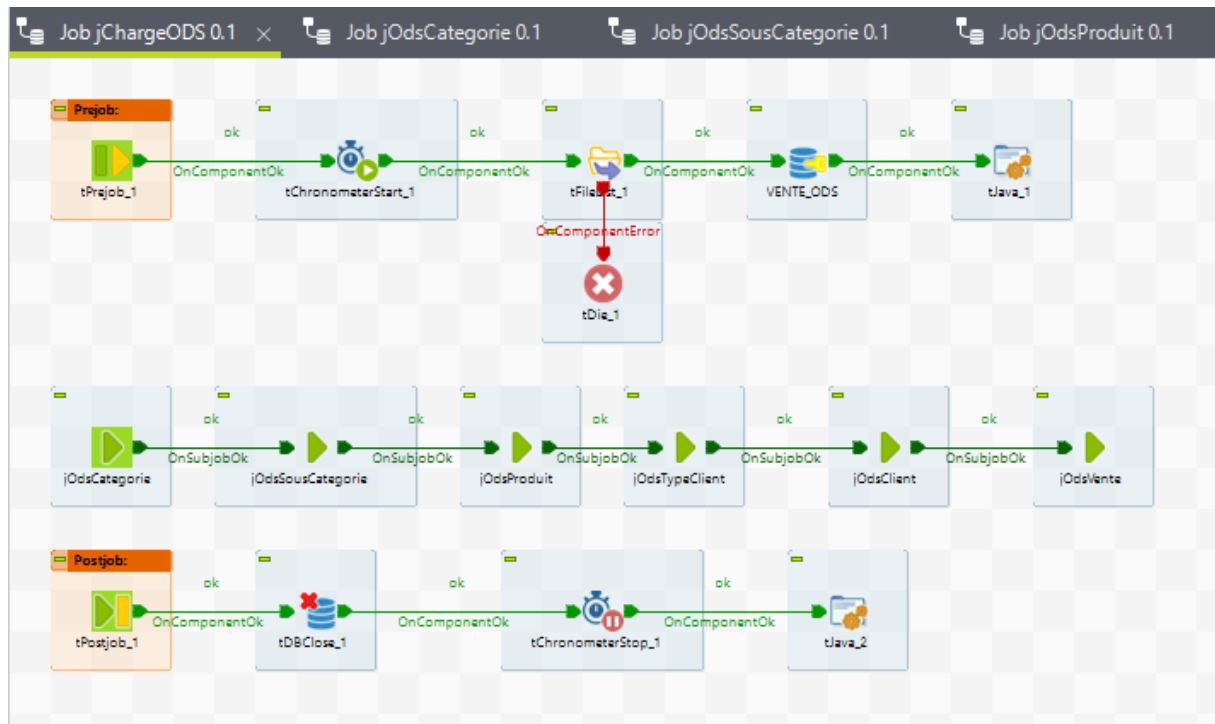 Job jChargeODS 0.1 Job jOdsCategorie 0.1 Job jOdsSousCategorie 0.1 Job jOdsProduit 0.1
Prejob:
ok ok ok ok
OnComponentOk OnComponentOk OnComponentOk OnComponentOk
tPrejob_1 tChronometerStart_1 tFileList_1 VENTE_ODS tJava_1
OnComponentError
tDie_1
ok ok ok ok ok
OnSubjobOk OnSubjobOk OnSubjobOk OnSubjobOk OnSubjobOk
jOdsCategorie jOdsSousCategorie jOdsProduit jOdsTypeClient jOdsClient jOdsVente
Postjob:
ok ok ok
OnComponentOk OnComponentOk OnComponentOk
tPostjob_1 tDBClose_1 tChronometerStop_1 tJava_2